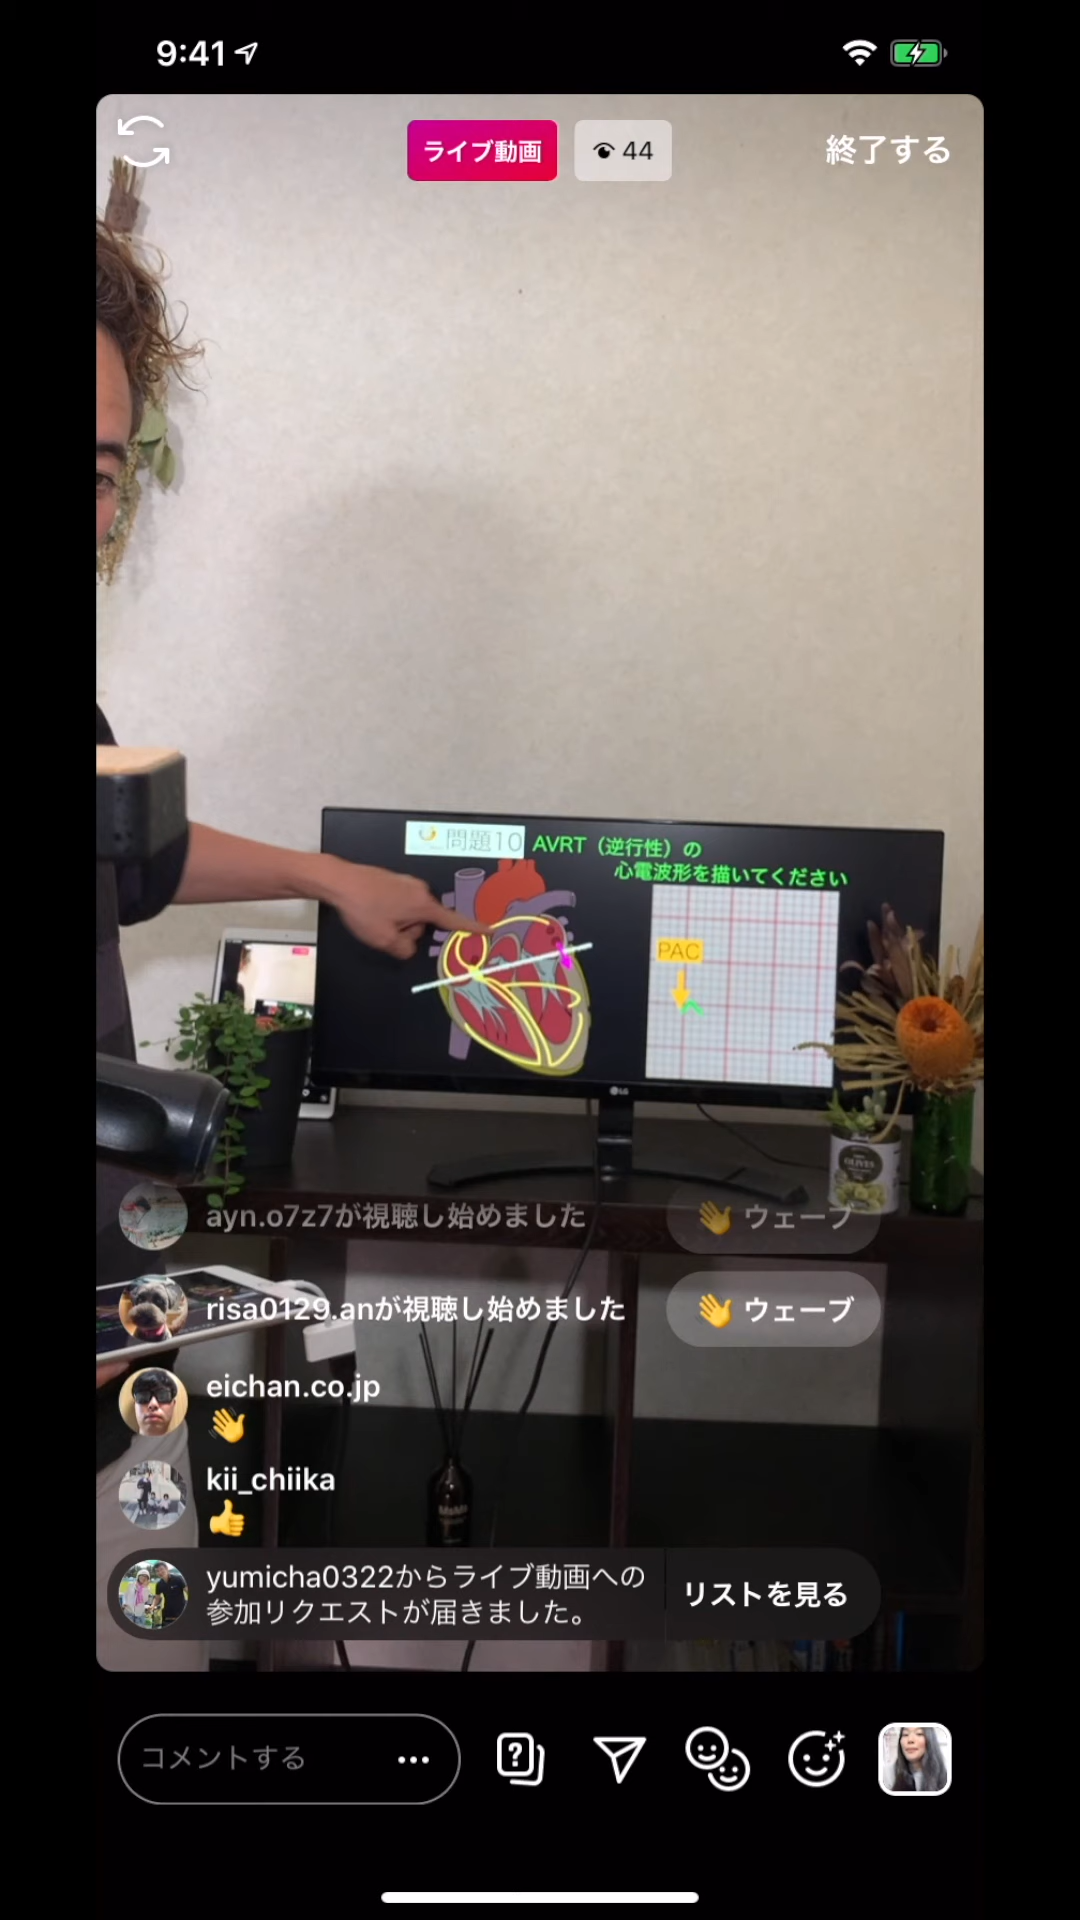 9:41
ライブ動画
44
終了する
問題10
AVRT（逆行性）の
心電波形を描いてください
PAC
LG
OLIVES
ayn.o7z7が視聴し始めました
ウェーブ
risa0129.anが視聴し始めました
ウェーブ
eichan.co.jp
kii_chiika
yumicha0322からライブ動画への
参加リクエストが届きました。
リストを見る
コメントする